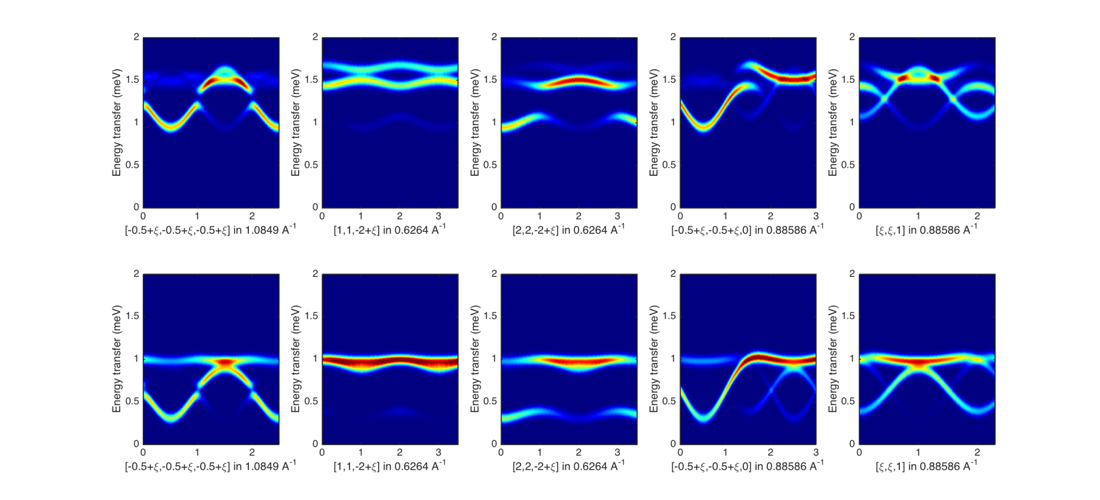 2 2 2 2 2
1.5 1.5 1.5 1.5 1.5
1 1 1 1 1
0.5 0.5 0.5 0.5 0.5
0 0 0 0 0
Energy transfer (meV) Energy transfer (meV) Energy transfer (meV) Energy transfer (meV) Energy transfer (meV)
0 1 2 0 1 2 3 0 1 2 3 0 1 2 3 0 1 2
[-0.5+ξ,-0.5+ξ,-0.5+ξ] in 1.0849 A⁻¹ [1,1,-2+ξ] in 0.6264 A⁻¹ [2,2,-2+ξ] in 0.6264 A⁻¹ [-0.5+ξ,-0.5+ξ,0] in 0.88586 A⁻¹ [ξ,ξ,1] in 0.88586 A⁻¹
2 2 2 2 2
1.5 1.5 1.5 1.5 1.5
1 1 1 1 1
0.5 0.5 0.5 0.5 0.5
0 0 0 0 0
Energy transfer (meV) Energy transfer (meV) Energy transfer (meV) Energy transfer (meV) Energy transfer (meV)
0 1 2 0 1 2 3 0 1 2 3 0 1 2 3 0 1 2
[-0.5+ξ,-0.5+ξ,-0.5+ξ] in 1.0849 A⁻¹ [1,1,-2+ξ] in 0.6264 A⁻¹ [2,2,-2+ξ] in 0.6264 A⁻¹ [-0.5+ξ,-0.5+ξ,0] in 0.88586 A⁻¹ [ξ,ξ,1] in 0.88586 A⁻¹